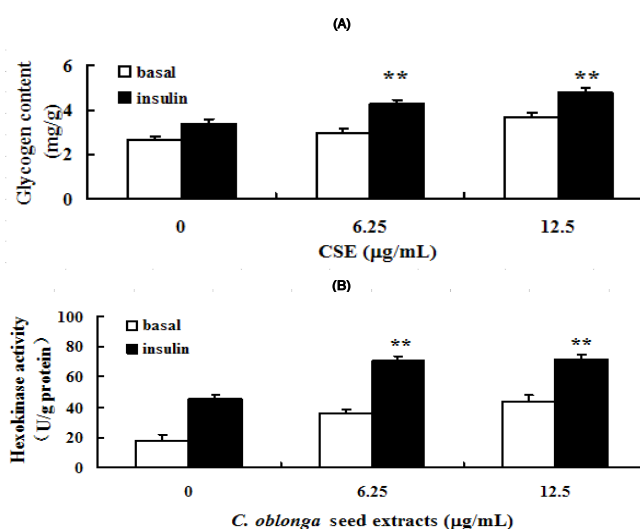 (A)
Glycogen content
(mg/g)
6
4
2
0
basal
insulin
**
**
0
6.25
12.5
CSE (μg/mL)
(B)
Hexokinase activity
(U/g protein)
100
80
60
40
20
0
basal
insulin
**
**
0
6.25
12.5
C. oblonga seed extracts (μg/mL)